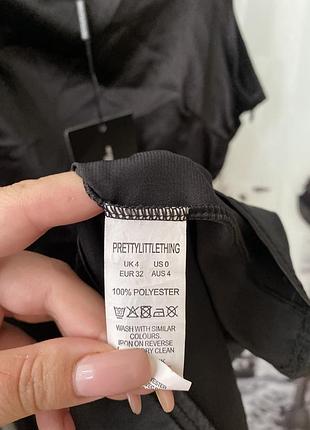 PRETTYLITTLETHING
UK 4 US 0
EUR 32 AUS 4
100% POLYESTER
WASH WITH SIMILAR
COLOURS.
IRON ON REVERSE
DRY CLEAN